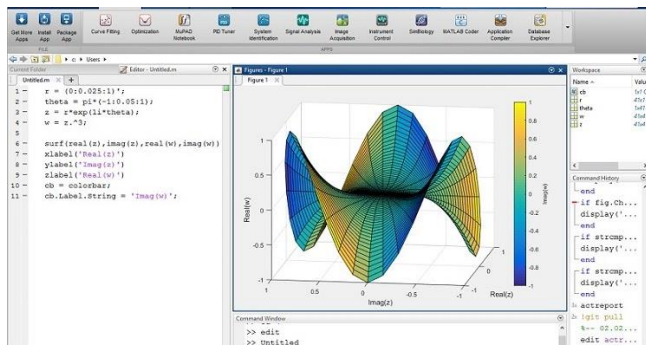 Get More Apps
Install App
Package App
Curve Fitting
Optimization
MuPAD Notebook
PID Tuner
System Identification
Signal Analysis
Image Acquisition
Instrument Control
SimBiology
MATLAB Coder
Application Compiler
Database Explorer
FILE
APPS
c ▸ Users ▸
Current Folder
Editor - Untitled.m
Untitled.m
1 - r = (0:0.025:1)';
2 - theta = pi*(-1:0.05:1);
3 - z = r*exp(1i*theta);
4 - w = z.^3;
5
6 - surf(real(z),imag(z),real(w),imag(w))
7 - xlabel('Real(z)')
8 - ylabel('Imag(z)')
9 - zlabel('Real(w)')
10 - cb = colorbar;
11 - cb.Label.String = 'Imag(w)';
Figures - Figure 1
Figure 1
1
0.5
0
-0.5
-1
Real(w)
1
0.5
0
-0.5
-1
Imag(z)
-1
0
1
Real(z)
1
0.8
0.6
0.4
0.2
0
-0.2
-0.4
-0.6
-0.8
-1
Imag(w)
Command Window
>> edit
>> Untitled
Workspace
Name
Value
cb
r
theta
w
z
Command History
end
if fig.Ch...
display('...
end
if strcmp...
display('...
end
if strcmp...
display('...
end
actreport
!git pull
%-- 02.02...
edit actr...